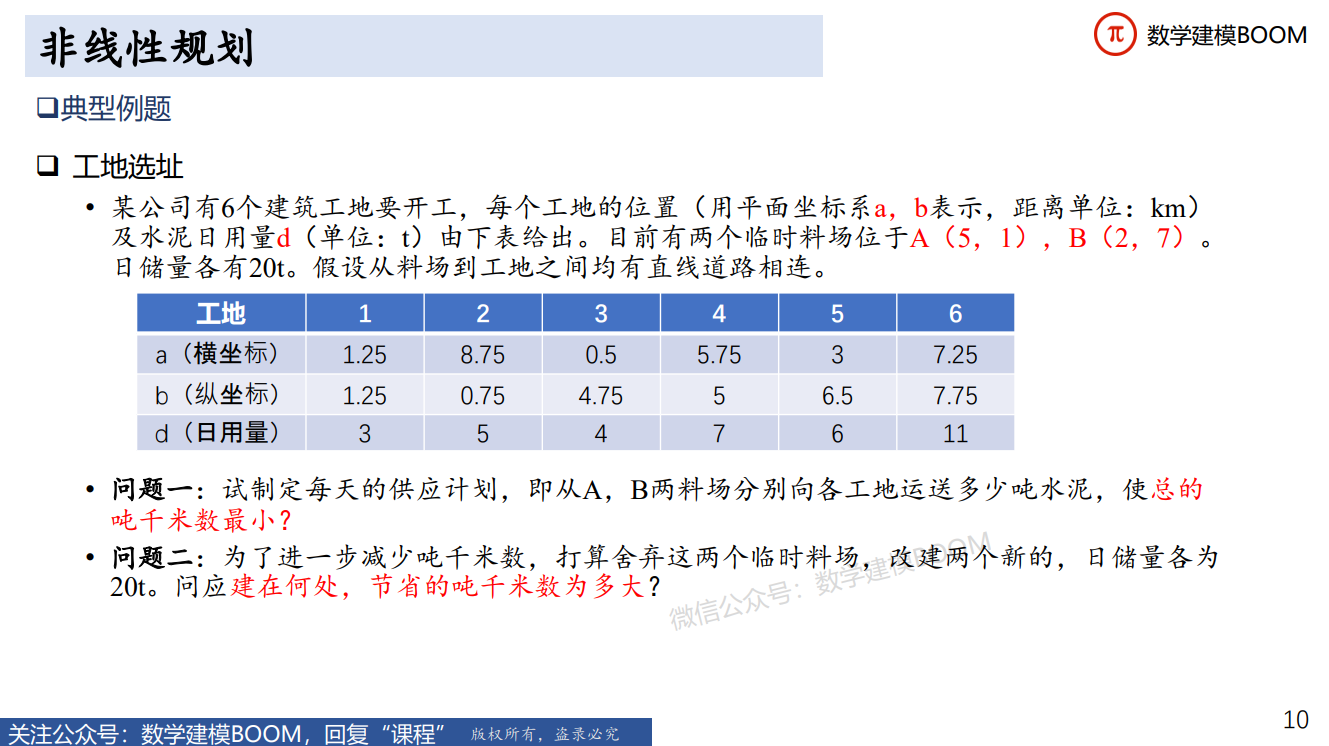 非线性规划
π 数学建模BOOM
❑典型例题
❑ 工地选址
• 某公司有6个建筑工地要开工，每个工地的位置（用平面坐标系a，b表示，距离单位：km）
及水泥日用量d（单位：t）由下表给出。目前有两个临时料场位于A（5，1），B（2，7）。
日储量各有20t。假设从料场到工地之间均有直线道路相连。
工地 1 2 3 4 5 6
a（横坐标） 1.25 8.75 0.5 5.75 3 7.25
b（纵坐标） 1.25 0.75 4.75 5 6.5 7.75
d（日用量） 3 5 4 7 6 11
• 问题一：试制定每天的供应计划，即从A，B两料场分别向各工地运送多少吨水泥，使总的
吨千米数最小？
• 问题二：为了进一步减少吨千米数，打算舍弃这两个临时料场，改建两个新的，日储量各为
20t。问应建在何处，节省的吨千米数为多大？
微信公众号：数学建模BOOM
10
关注公众号：数学建模BOOM，回复“课程” 版权所有，盗录必究